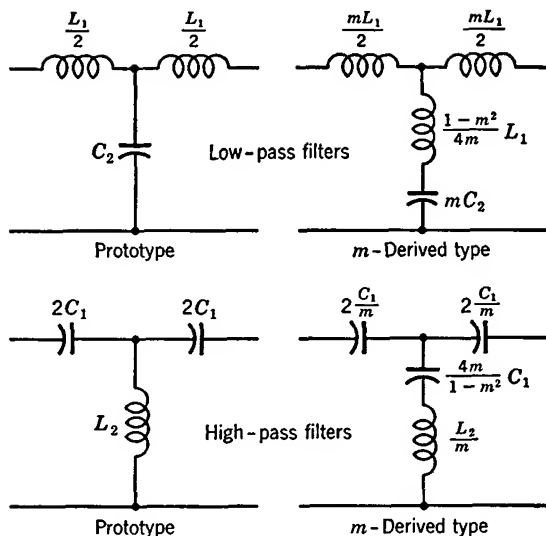 L₁/2 L₁/2 mL₁/2 mL₁/2
C₂ Low-pass filters (1 − m²)/4m L₁
mC₂
Prototype m-Derived type
2C₁ 2C₁ 2 C₁/m 2 C₁/m
4m/(1 − m²) C₁
L₂ High-pass filters L₂/m
Prototype m-Derived type